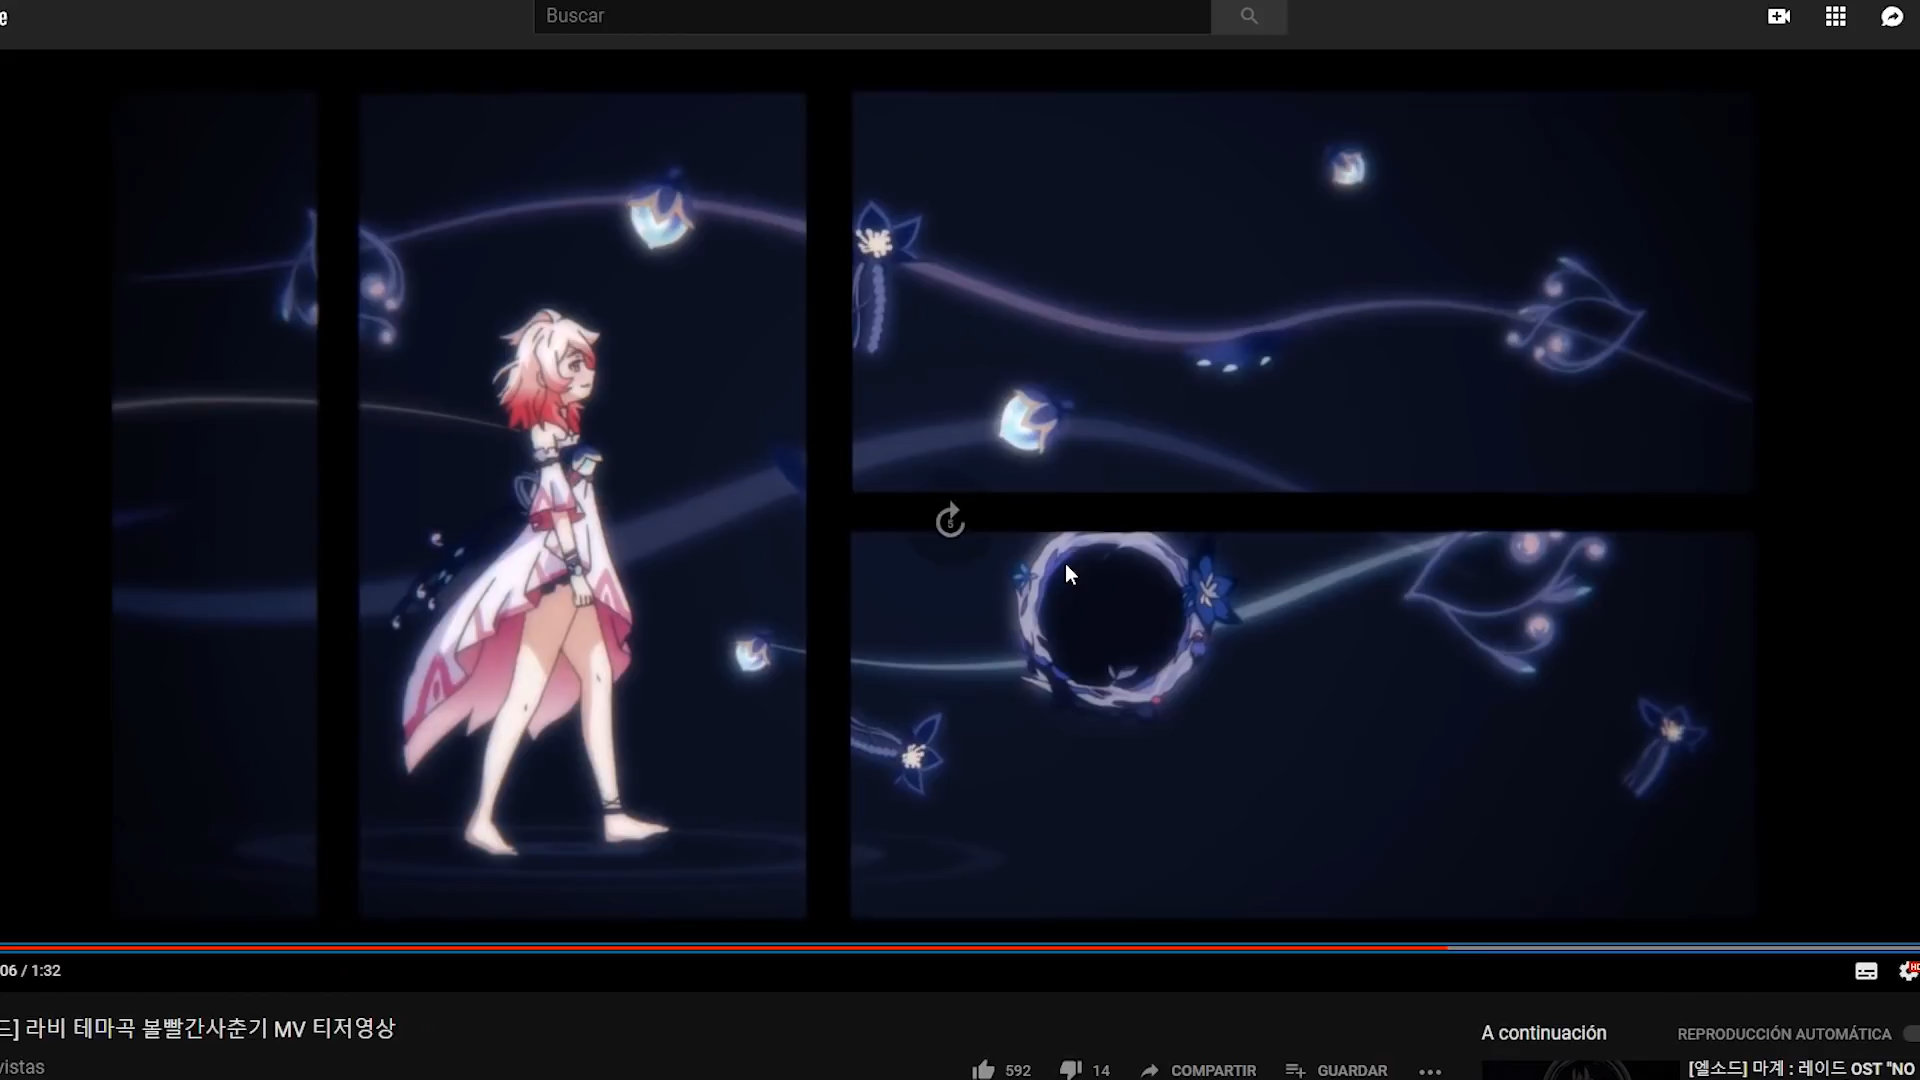 e
Buscar
5
06 / 1:32
HD
드] 라비 테마곡 볼빨간사춘기 MV 티저영상
vistas
592
14
COMPARTIR
GUARDAR
A continuación
REPRODUCCIÓN AUTOMÁTICA
[엘소드] 마계 : 레이드 OST "NO